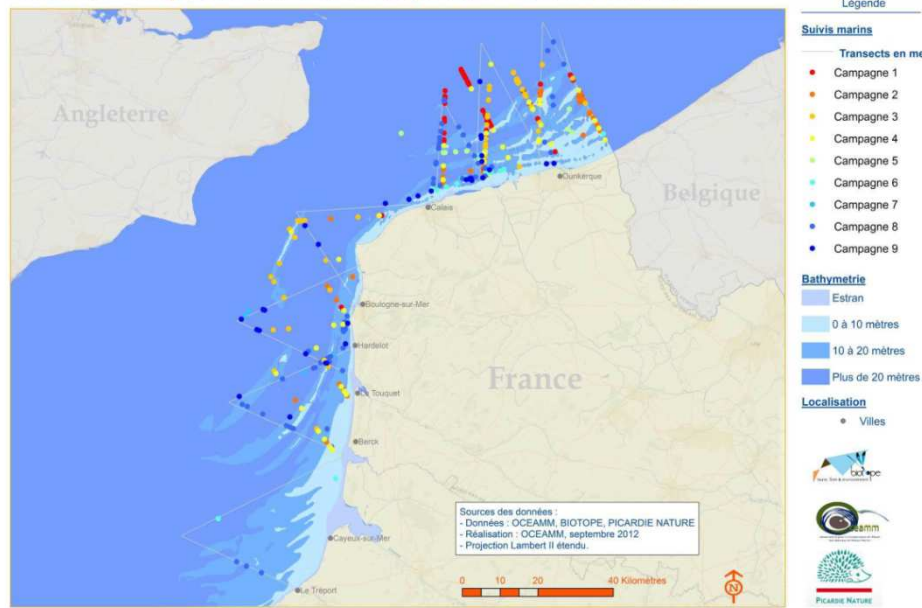 Légende
Suivis marins
Transects en me
Campagne 1
Campagne 2
Campagne 3
Campagne 4
Campagne 5
Campagne 6
Campagne 7
Campagne 8
Campagne 9
Bathymetrie
Estran
0 à 10 mètres
10 à 20 mètres
Plus de 20 mètres
Localisation
Villes
biotope
Oceamm
PICARDIE NATURE
Angleterre
Belgique
France
Dunkerque
Calais
Boulogne-sur-Mer
Hardelot
Le Touquet
Berck
Cayeux-sur-Mer
Le Tréport
Sources des données :
- Données : OCEAMM, BIOTOPE, PICARDIE NATURE
- Réalisation : OCEAMM, septembre 2012
- Projection Lambert II étendu.
0 10 20 40 Kilomètres
N